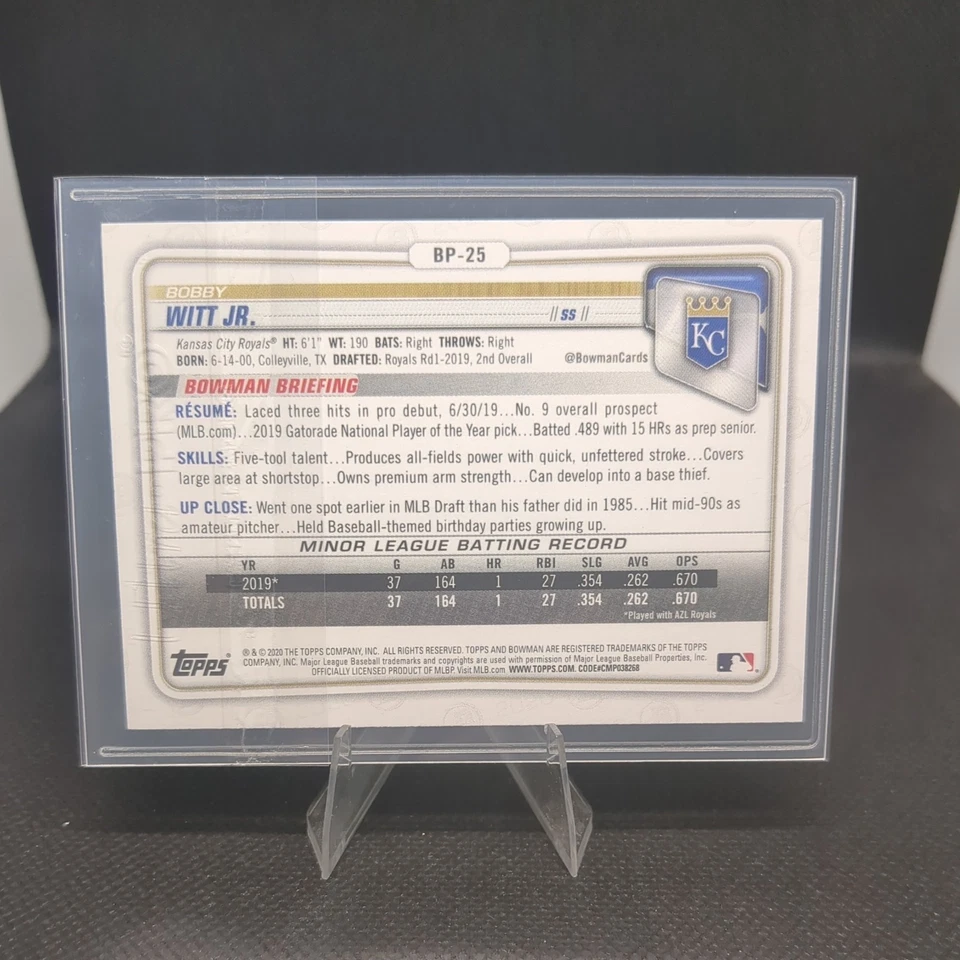 BP-25
BOBBY
WITT JR. // SS //
Kansas City Royals® HT: 6'1" WT: 190 BATS: Right THROWS: Right
BORN: 6-14-00, Colleyville, TX DRAFTED: Royals Rd1-2019, 2nd Overall @BowmanCards
KC
BOWMAN BRIEFING
RÉSUMÉ: Laced three hits in pro debut, 6/30/19...No. 9 overall prospect
(MLB.com)...2019 Gatorade National Player of the Year pick...Batted .489 with 15 HRs as prep senior.
SKILLS: Five-tool talent...Produces all-fields power with quick, unfettered stroke...Covers
large area at shortstop...Owns premium arm strength...Can develop into a base thief.
UP CLOSE: Went one spot earlier in MLB Draft than his father did in 1985...Hit mid-90s as
amateur pitcher...Held Baseball-themed birthday parties growing up.
MINOR LEAGUE BATTING RECORD
YR G AB HR RBI SLG AVG OPS
2019* 37 164 1 27 .354 .262 .670
TOTALS 37 164 1 27 .354 .262 .670
*Played with AZL Royals
Topps
® & © 2020 THE TOPPS COMPANY, INC. ALL RIGHTS RESERVED. TOPPS AND BOWMAN ARE REGISTERED TRADEMARKS OF THE TOPPS
COMPANY, INC. Major League Baseball trademarks and copyrights are used with permission of Major League Baseball Properties, Inc.
OFFICIALLY LICENSED PRODUCT OF MLBP. Visit MLB.com WWW.TOPPS.COM. CODE#CMP038268